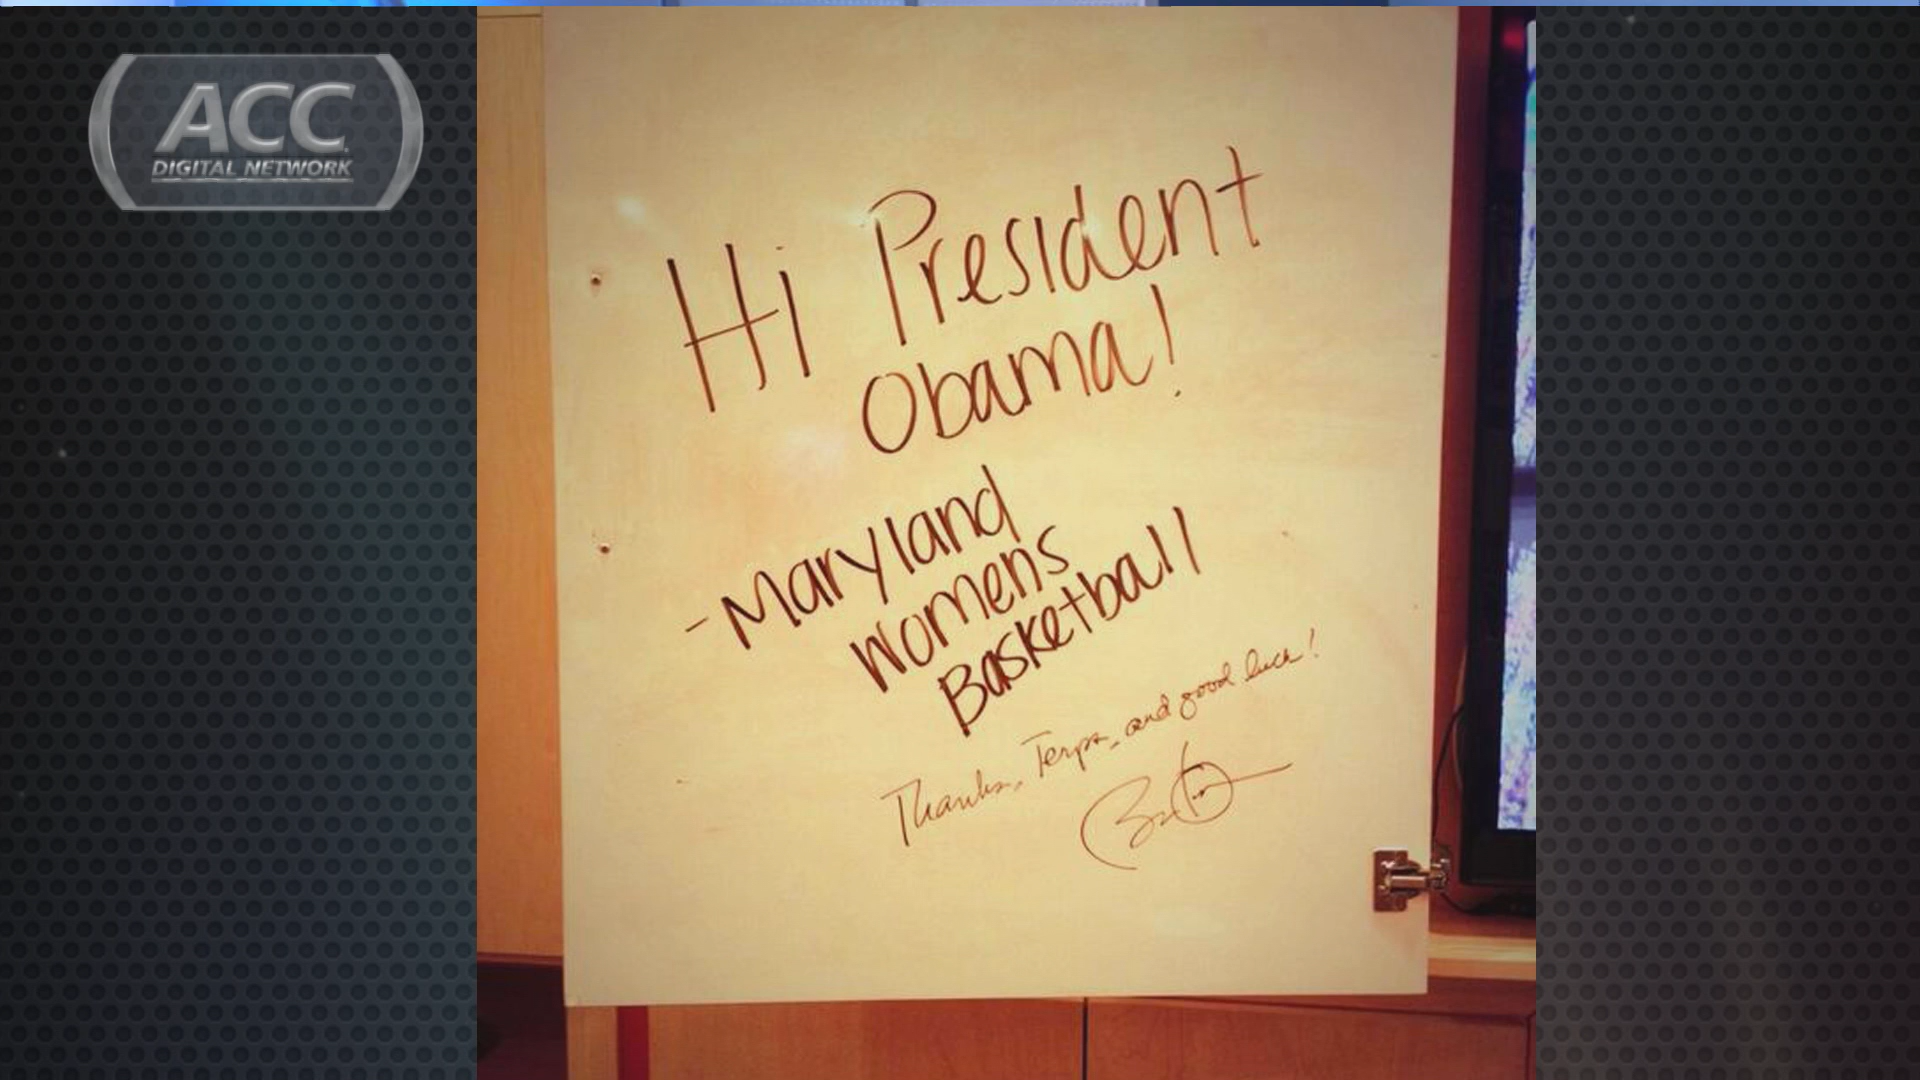 ACC
DIGITAL NETWORK
Hi President
Obama!
- Maryland
womens
Basketball
Thanks, Terps, and good luck!